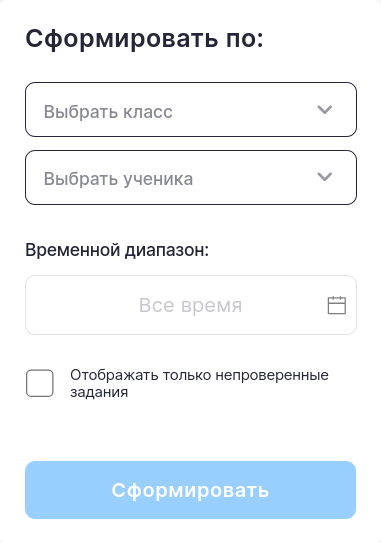 Сформировать по:
Выбрать класс
Выбрать ученика
Временной диапазон:
Все время
Отображать только непроверенные
задания
Сформировать